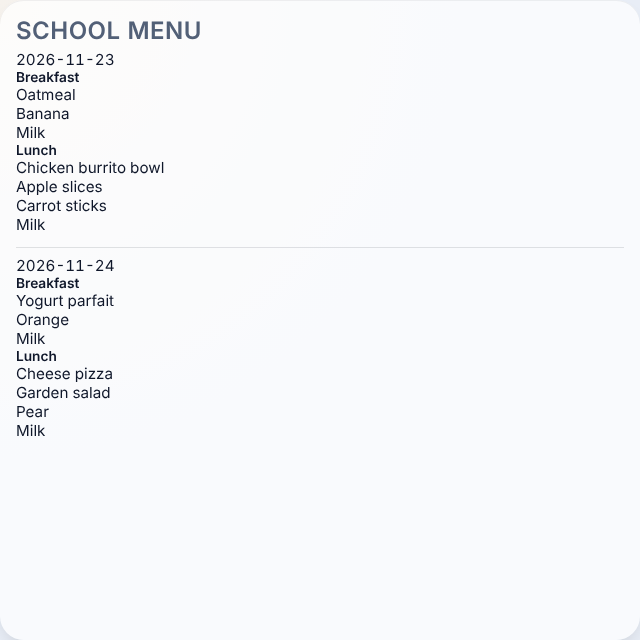 SCHOOL MENU
2026-11-23
Breakfast
Oatmeal
Banana
Milk
Lunch
Chicken burrito bowl
Apple slices
Carrot sticks
Milk
2026-11-24
Breakfast
Yogurt parfait
Orange
Milk
Lunch
Cheese pizza
Garden salad
Pear
Milk